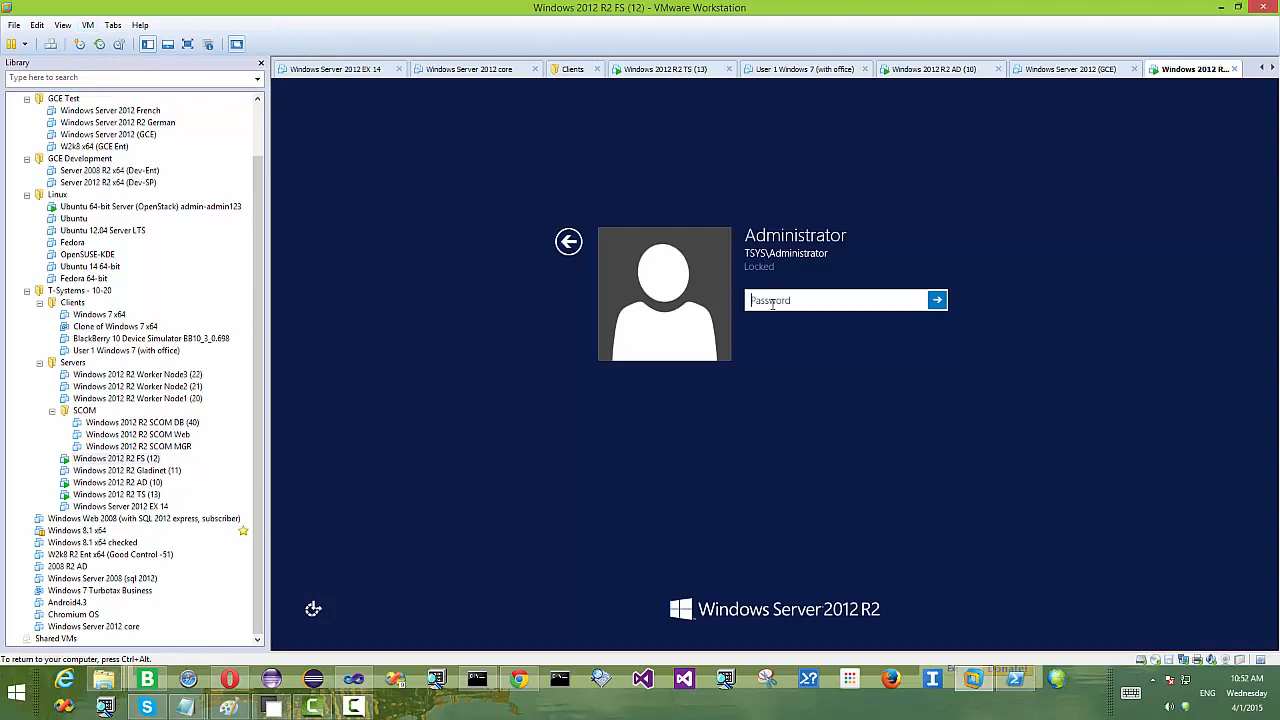 Windows 2012 R2 FS (12) - VMware Workstation
File Edit View VM Tabs Help
Library
Type here to search
Windows Server 2012 EX 14
Windows Server 2012 core
Clients
Windows 2012 R2 TS (13)
User 1 Windows 7 (with office)
Windows 2012 R2 AD (10)
Windows Server 2012 (GCE)
Windows 2012 R...
GCE Test
Windows Server 2012 French
Windows 2012 R2 German
Windows Server 2012 (GCE)
W2k8 x64 (GCE Ent)
GCE Development
Server 2008 R2 x64 (Dev-Ent)
Server 2012 R2 x64 (Dev-SP)
Linux
Ubuntu 64-bit Server (OpenStack) admin-admin123
Ubuntu
Ubuntu 12.04 Server LTS
Fedora
OpenSUSE-KDE
Ubuntu 14 64-bit
Fedora 64-bit
T-Systems - 10-20
Clients
Windows 7 x64
Clone of Windows 7 x64
BlackBerry 10 Device Simulator BB10_3_0.698
User 1 Windows 7 (with office)
Servers
Windows 2012 R2 Worker Node3 (22)
Windows 2012 R2 Worker Node2 (21)
Windows 2012 R2 Worker Node1 (20)
SCOM
Windows 2012 R2 SCOM DB (40)
Windows 2012 R2 SCOM Web
Windows 2012 R2 SCOM MGR
Windows 2012 R2 FS (12)
Windows 2012 R2 Gladinet (11)
Windows 2012 R2 AD (10)
Windows 2012 R2 TS (13)
Windows Server 2012 EX 14
Windows Web 2008 (with SQL 2012 express, subscriber)
Windows 8.1 x64
Windows 8.1 x64 checked
W2k8 R2 Ent x64 (Good Control -51)
2008 R2 AD
Windows Server 2008 (sql 2012)
Windows 7 Turbotax Business
Android4.3
Chromium OS
Windows Server 2012 core
Shared VMs
Administrator
TSYS\Administrator
Locked
Password
Windows Server 2012 R2
To return to your computer, press Ctrl+Alt.
10:52 AM
ENG Wednesday
4/1/2015